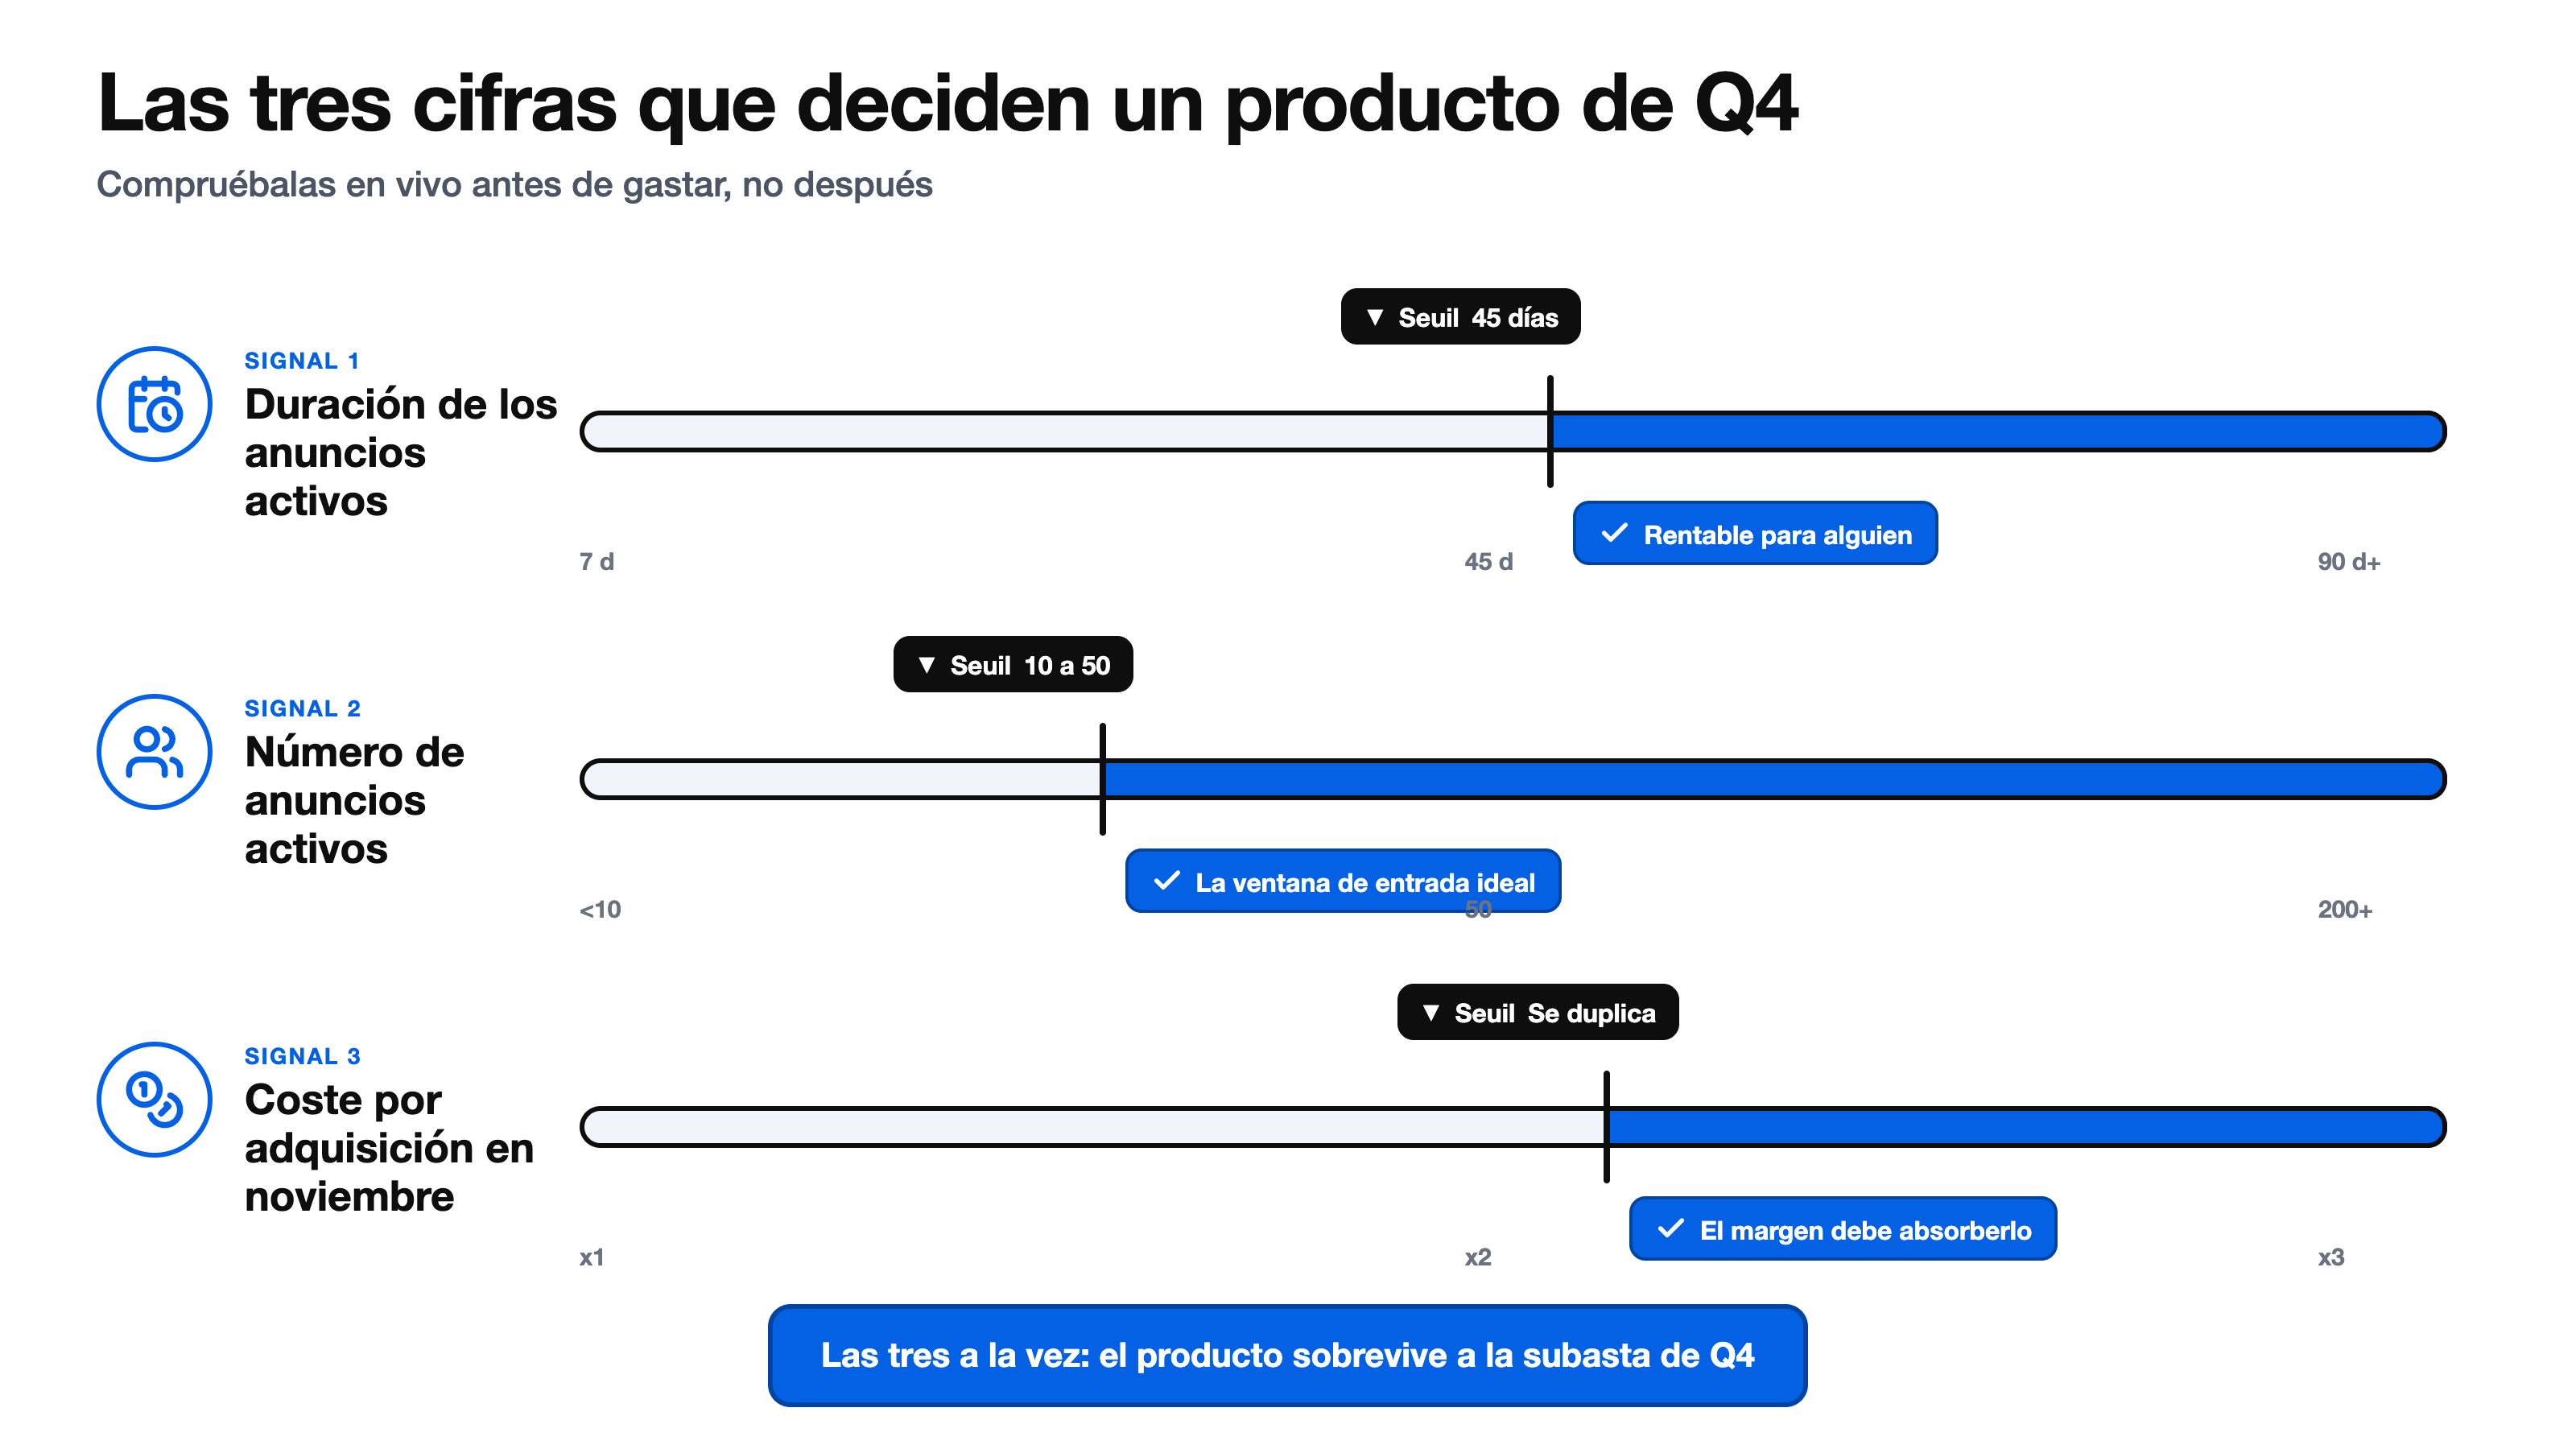 Las tres cifras que deciden un producto de Q4
Compruébalas en vivo antes de gastar, no después
▼ Seuil 45 días
SIGNAL 1
Duración de los
anuncios
activos
✓ Rentable para alguien
7 d
45 d
90 d+
▼ Seuil 10 a 50
SIGNAL 2
Número de
anuncios
activos
✓ La ventana de entrada ideal
<10
50
200+
▼ Seuil Se duplica
SIGNAL 3
Coste por
adquisición en
noviembre
✓ El margen debe absorberlo
x1
x2
x3
Las tres a la vez: el producto sobrevive a la subasta de Q4